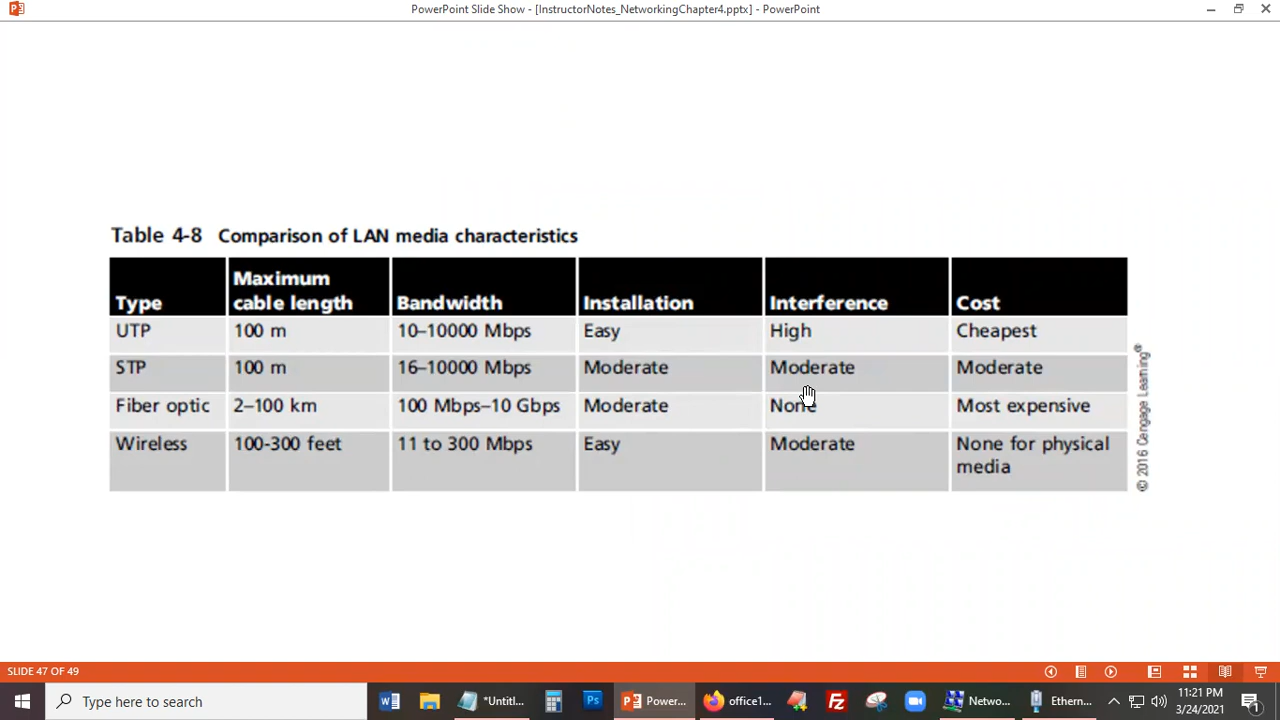 PowerPoint Slide Show - [InstructorNotes_NetworkingChapter4.pptx] - PowerPoint
Table 4-8 Comparison of LAN media characteristics
Type Maximum cable length Bandwidth Installation Interference Cost
UTP 100 m 10–10000 Mbps Easy High Cheapest
STP 100 m 16–10000 Mbps Moderate Moderate Moderate
Fiber optic 2–100 km 100 Mbps–10 Gbps Moderate None Most expensive
Wireless 100-300 feet 11 to 300 Mbps Easy Moderate None for physical media
© 2016 Cengage Learning®
SLIDE 47 OF 49
Type here to search
*Untitl...
Power...
office1...
Netwo...
Ethern...
11:21 PM
3/24/2021